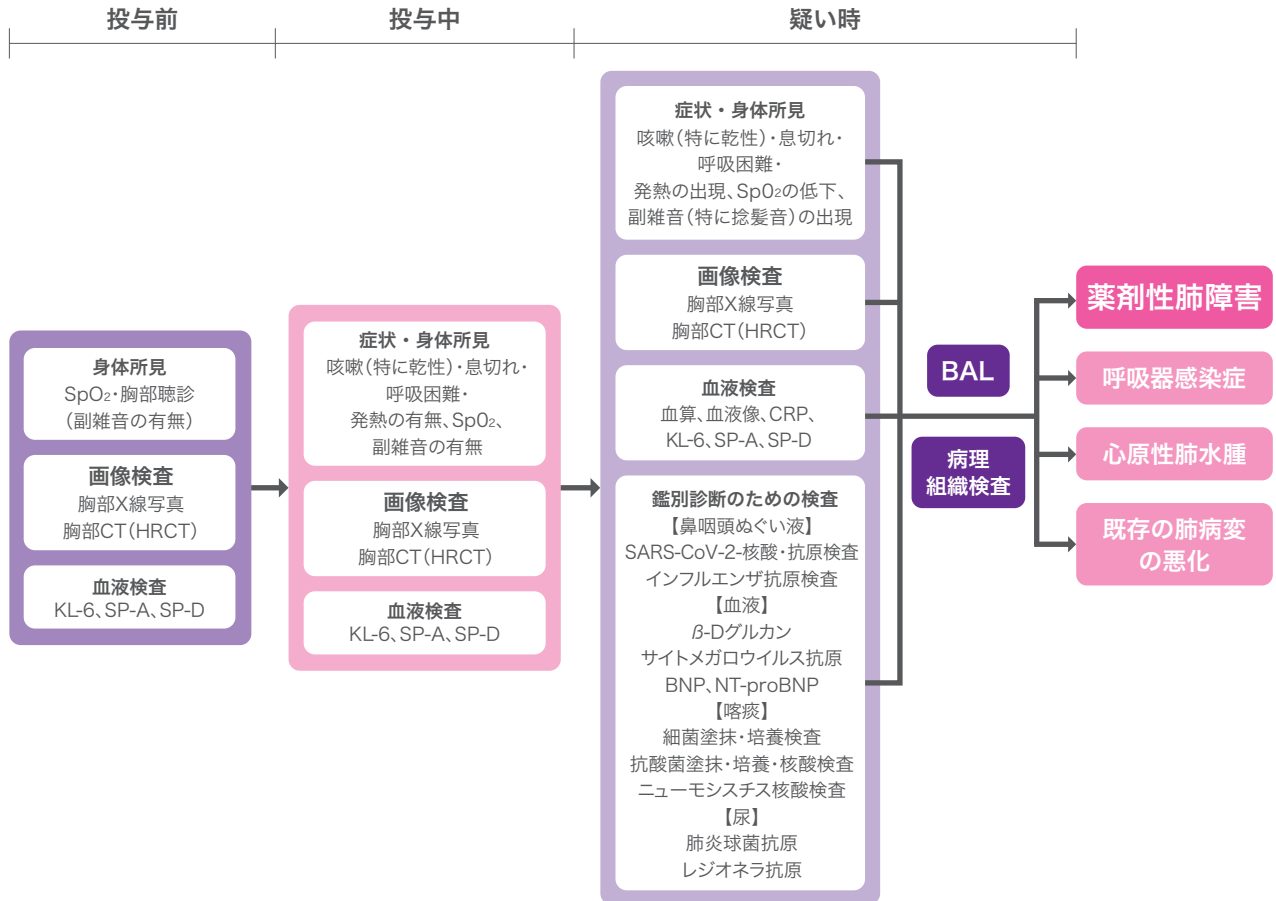 投与前
投与中
疑い時
身体所見
SpO₂・胸部聴診
(副雑音の有無)
画像検査
胸部X線写真
胸部CT(HRCT)
血液検査
KL-6、SP-A、SP-D
症状・身体所見
咳嗽(特に乾性)・息切れ・
呼吸困難・
発熱の有無、SpO₂、
副雑音の有無
画像検査
胸部X線写真
胸部CT(HRCT)
血液検査
KL-6、SP-A、SP-D
症状・身体所見
咳嗽(特に乾性)・息切れ・
呼吸困難・
発熱の出現、SpO₂の低下、
副雑音(特に捻髪音)の出現
画像検査
胸部X線写真
胸部CT(HRCT)
血液検査
血算、血液像、CRP、
KL-6、SP-A、SP-D
鑑別診断のための検査
【鼻咽頭ぬぐい液】
SARS-CoV-2-核酸・抗原検査
インフルエンザ抗原検査
【血液】
β-Dグルカン
サイトメガロウイルス抗原
BNP、NT-proBNP
【喀痰】
細菌塗抹・培養検査
抗酸菌塗抹・培養・核酸検査
ニューモシスチス核酸検査
【尿】
肺炎球菌抗原
レジオネラ抗原
BAL
病理
組織検査
薬剤性肺障害
呼吸器感染症
心原性肺水腫
既存の肺病変
の悪化